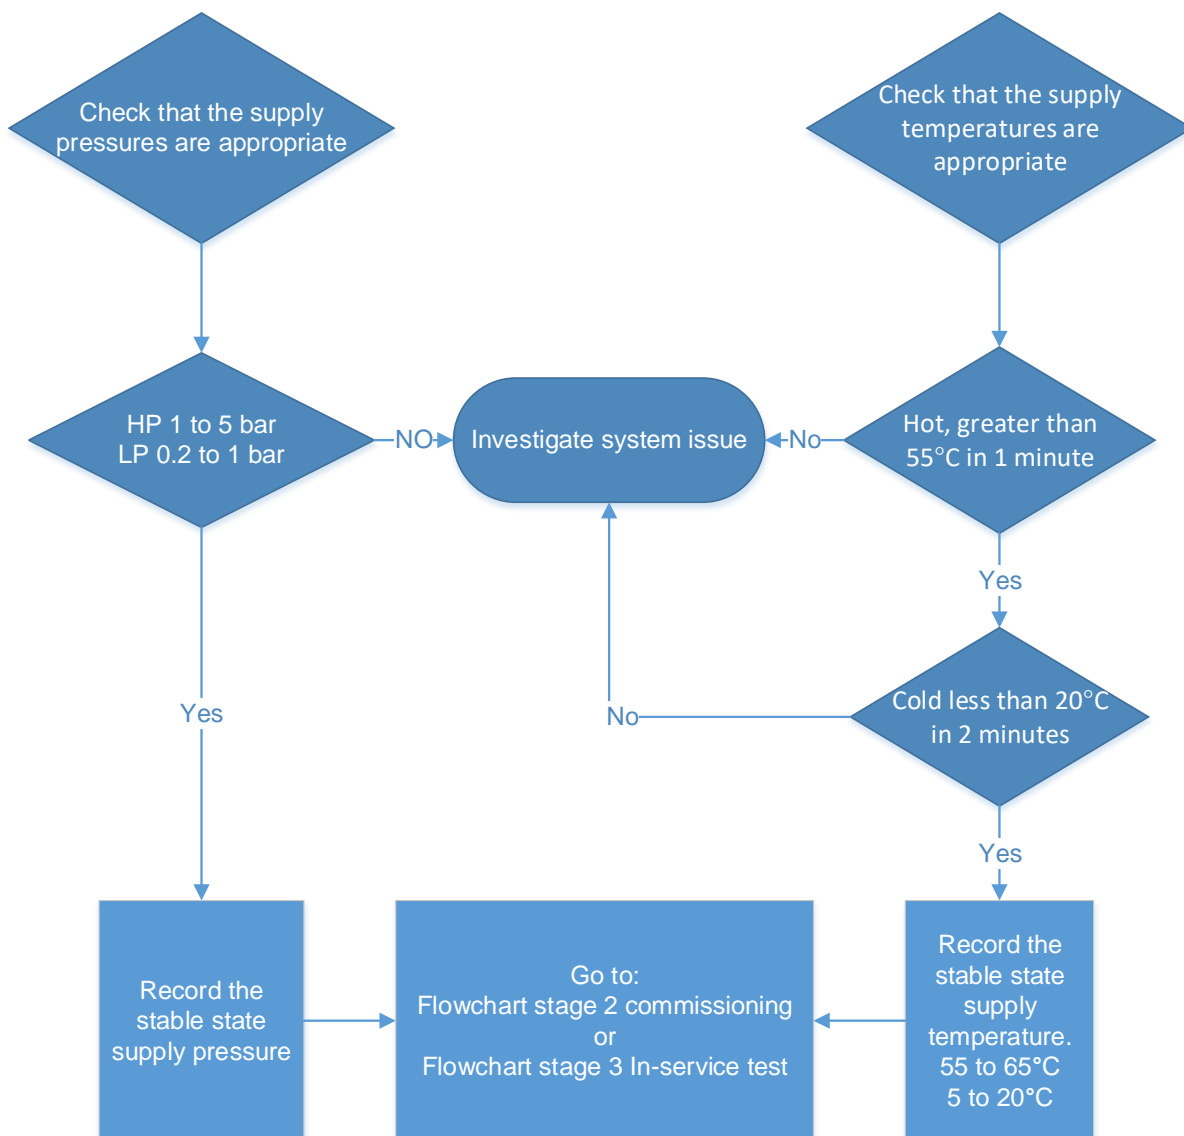 Check that the supply
pressures are appropriate
Check that the supply
temperatures are
appropriate
HP 1 to 5 bar
LP 0.2 to 1 bar
NO
Investigate system issue
No
Hot, greater than
55°C in 1 minute
Yes
Cold less than 20°C
in 2 minutes
No
Yes
Yes
Record the
stable state
supply pressure
Go to:
Flowchart stage 2 commissioning
or
Flowchart stage 3 In-service test
Record the
stable state
supply
temperature.
55 to 65°C
5 to 20°C